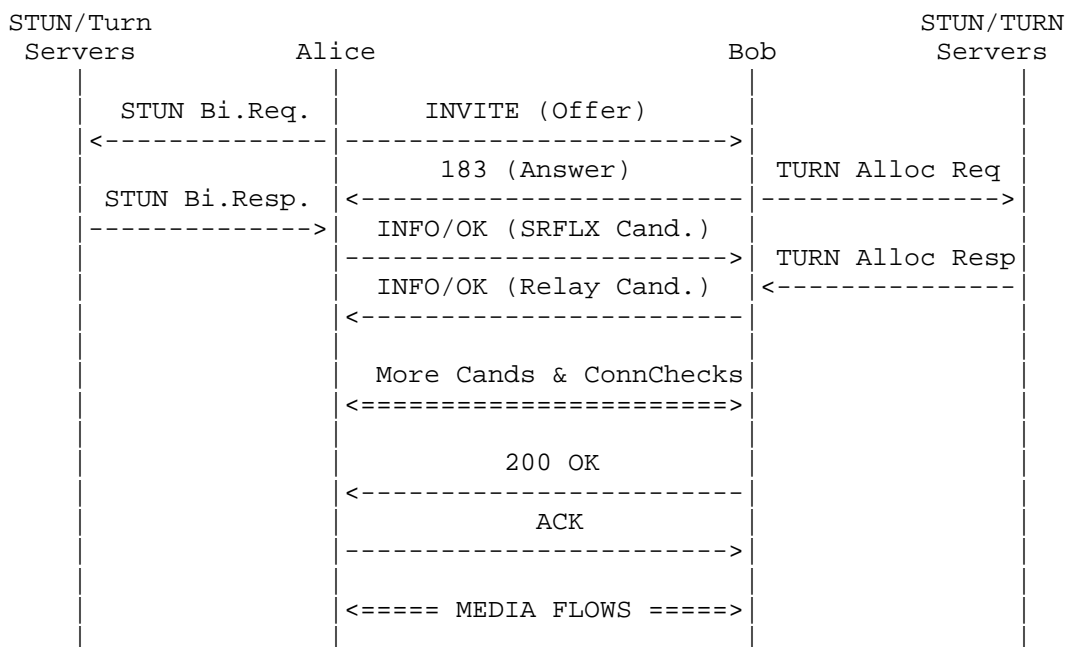 STUN/Turn STUN/TURN
Servers Alice Bob Servers
STUN Bi.Req. INVITE (Offer)
183 (Answer) TURN Alloc Req
STUN Bi.Resp.
INFO/OK (SRFLX Cand.)
TURN Alloc Resp
INFO/OK (Relay Cand.)
More Cands & ConnChecks
200 OK
ACK
<===== MEDIA FLOWS =====>